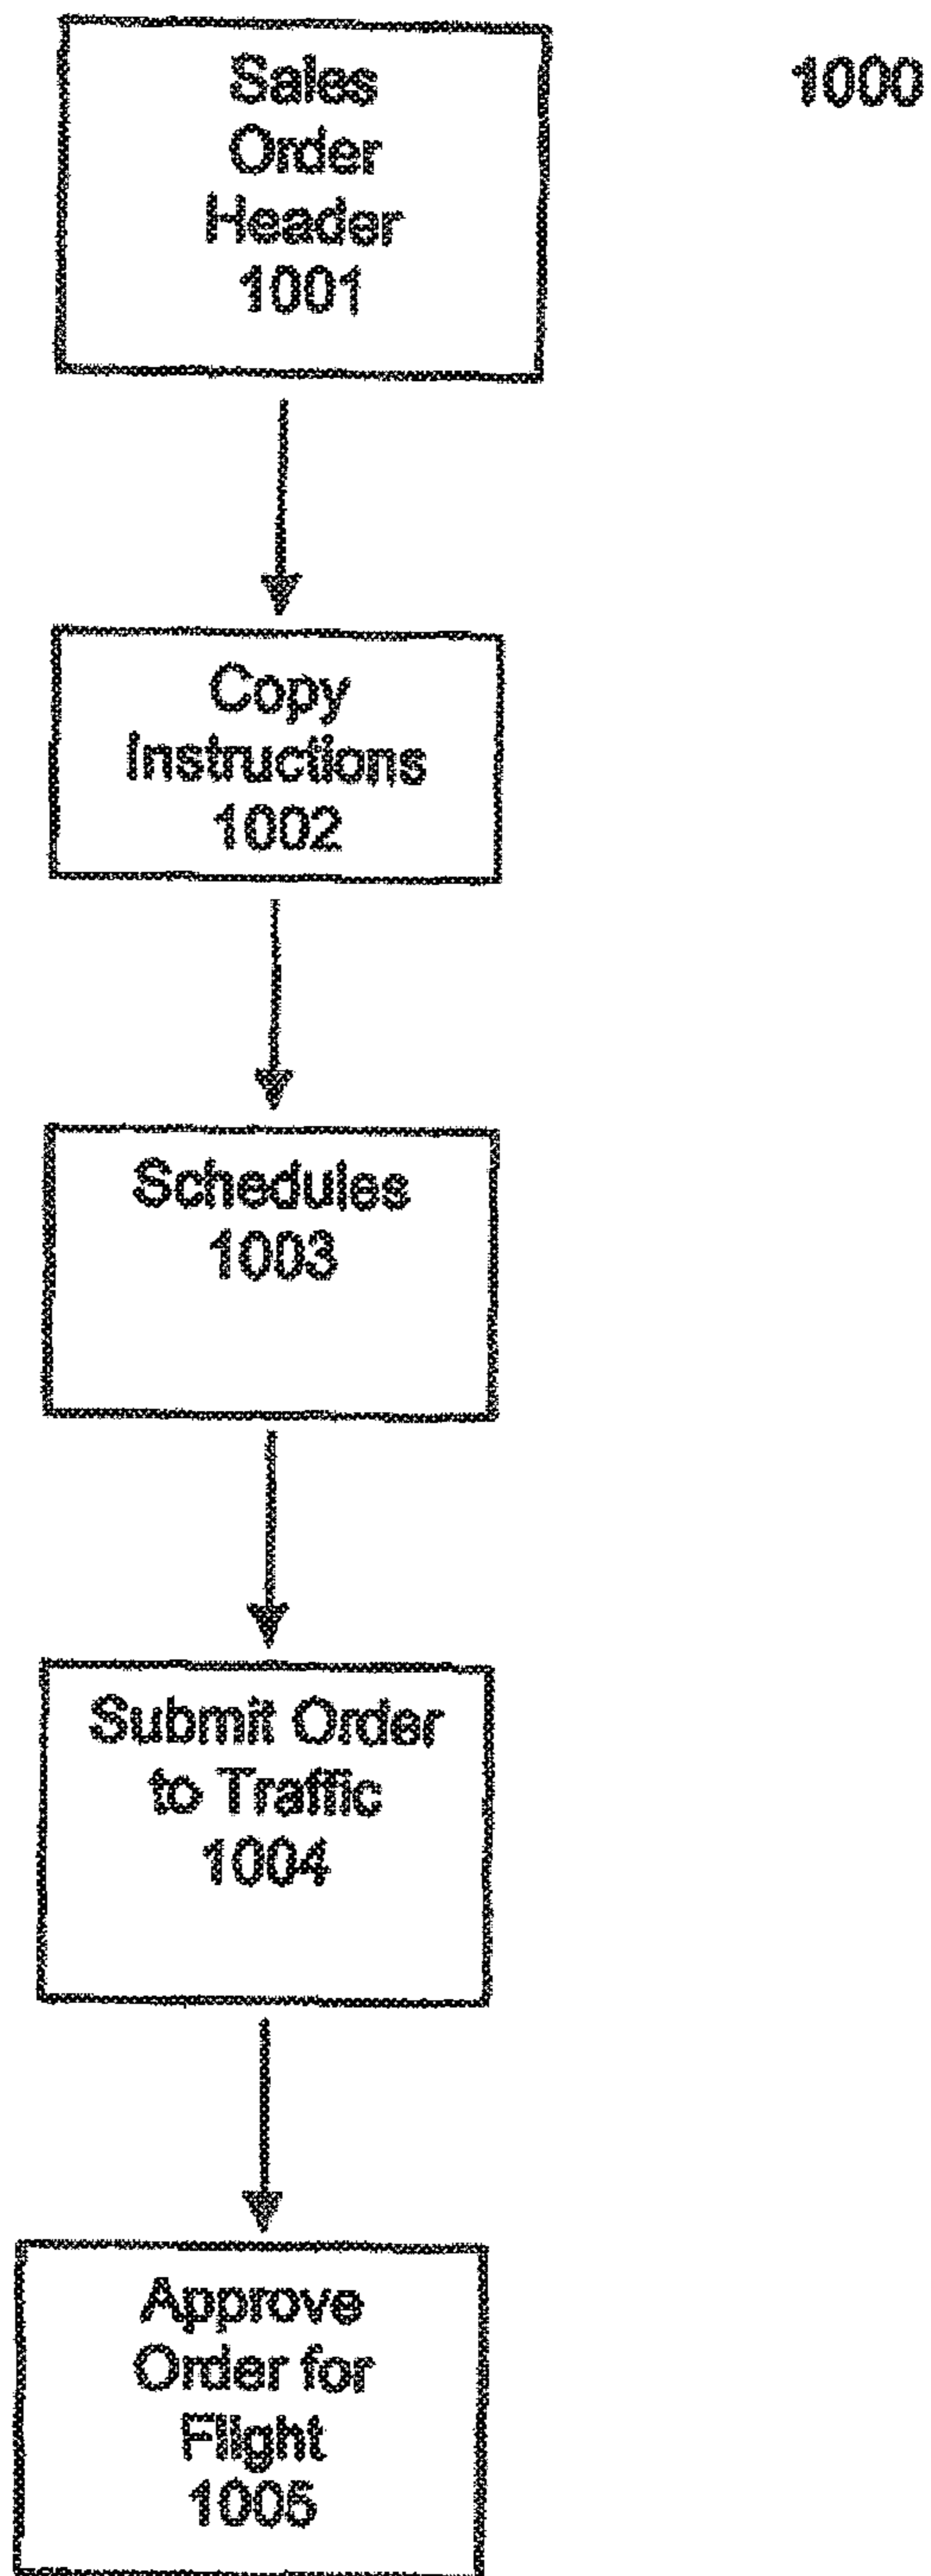 1000
Sales
Order
Header
1001
Copy
Instructions
1002
Schedules
1003
Submit Order
to Traffic
1004
Approve
Order for
Flight
1005